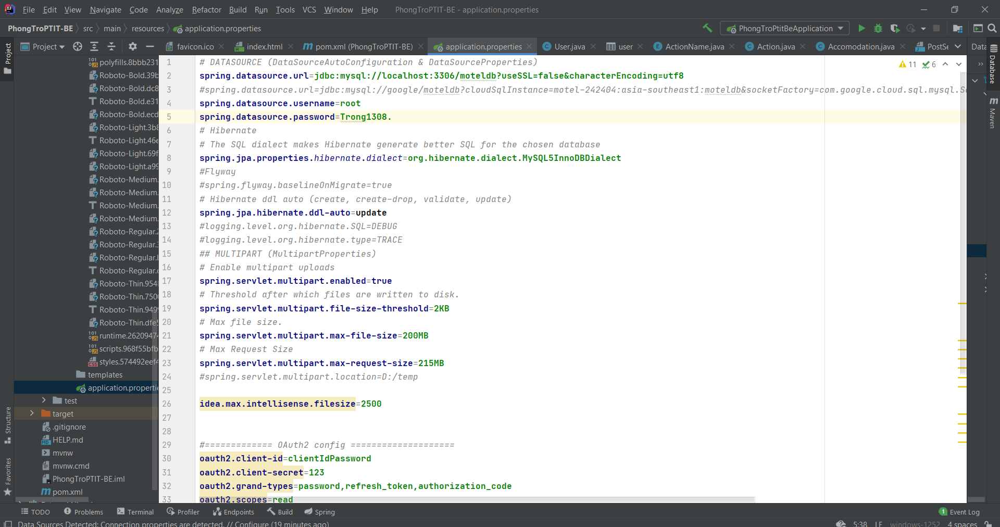 File Edit View Navigate Code Analyze Refactor Build Run Tools VCS Window Help PhongTroPTIT-BE - application.properties
PhongTroPTIT-BE src main resources application.properties PhongTroPtitBeApplication
Project
Project favicon.ico index.html pom.xml (PhongTroPTIT-BE) application.properties User.java user ActionName.java Action.java Accomodation.java PostSe Data
Database
Maven
polyfills.8bbb231
Roboto-Bold.39b
Roboto-Bold.dc8
Roboto-Bold.e31
Roboto-Bold.ecd
Roboto-Light.3b8
Roboto-Light.46e
Roboto-Light.69f
Roboto-Light.a99
Roboto-Medium.
Roboto-Medium.
Roboto-Medium.
Roboto-Medium.
Roboto-Regular.2
Roboto-Regular.3
Roboto-Regular.
Roboto-Regular.
Roboto-Thin.954
Roboto-Thin.750
Roboto-Thin.949
Roboto-Thin.dfe5
runtime.2620947
scripts.968f55bfb
styles.574492eef4
templates
application.propertie
test
target
.gitignore
HELP.md
mvnw
mvnw.cmd
PhongTroPTIT-BE.iml
pom.xml
Structure
Favorites
11 6
1 # DATASOURCE (DataSourceAutoConfiguration & DataSourceProperties)
2 spring.datasource.url=jdbc:mysql://localhost:3306/moteldb?useSSL=false&characterEncoding=utf8
3 #spring.datasource.url=jdbc:mysql://google/moteldb?cloudSqlInstance=motel-242404:asia-southeast1:moteldb&socketFactory=com.google.cloud.sql.mysql.S
4 spring.datasource.username=root
5 spring.datasource.password=Trong1308.
6 # Hibernate
7 # The SQL dialect makes Hibernate generate better SQL for the chosen database
8 spring.jpa.properties.hibernate.dialect=org.hibernate.dialect.MySQL5InnoDBDialect
9 #Flyway
10 #spring.flyway.baselineOnMigrate=true
11 # Hibernate ddl auto (create, create-drop, validate, update)
12 spring.jpa.hibernate.ddl-auto=update
13 #logging.level.org.hibernate.SQL=DEBUG
14 #logging.level.org.hibernate.type=TRACE
15 ## MULTIPART (MultipartProperties)
16 # Enable multipart uploads
17 spring.servlet.multipart.enabled=true
18 # Threshold after which files are written to disk.
19 spring.servlet.multipart.file-size-threshold=2KB
20 # Max file size.
21 spring.servlet.multipart.max-file-size=200MB
22 # Max Request Size
23 spring.servlet.multipart.max-request-size=215MB
24 #spring.servlet.multipart.location=D:/temp
25
26 idea.max.intellisense.filesize=2500
27
28
29 #============= OAuth2 config ====================
30 oauth2.client-id=clientIdPassword
31 oauth2.client-secret=123
32 oauth2.grand-types=password,refresh_token,authorization_code
33 oauth2.scopes=read
TODO Problems Terminal Profiler Endpoints Build Spring 1 Event Log
Data Sources Detected: Connection properties are detected. // Configure (19 minutes ago) 5:38 LF windows-1252 4 spaces